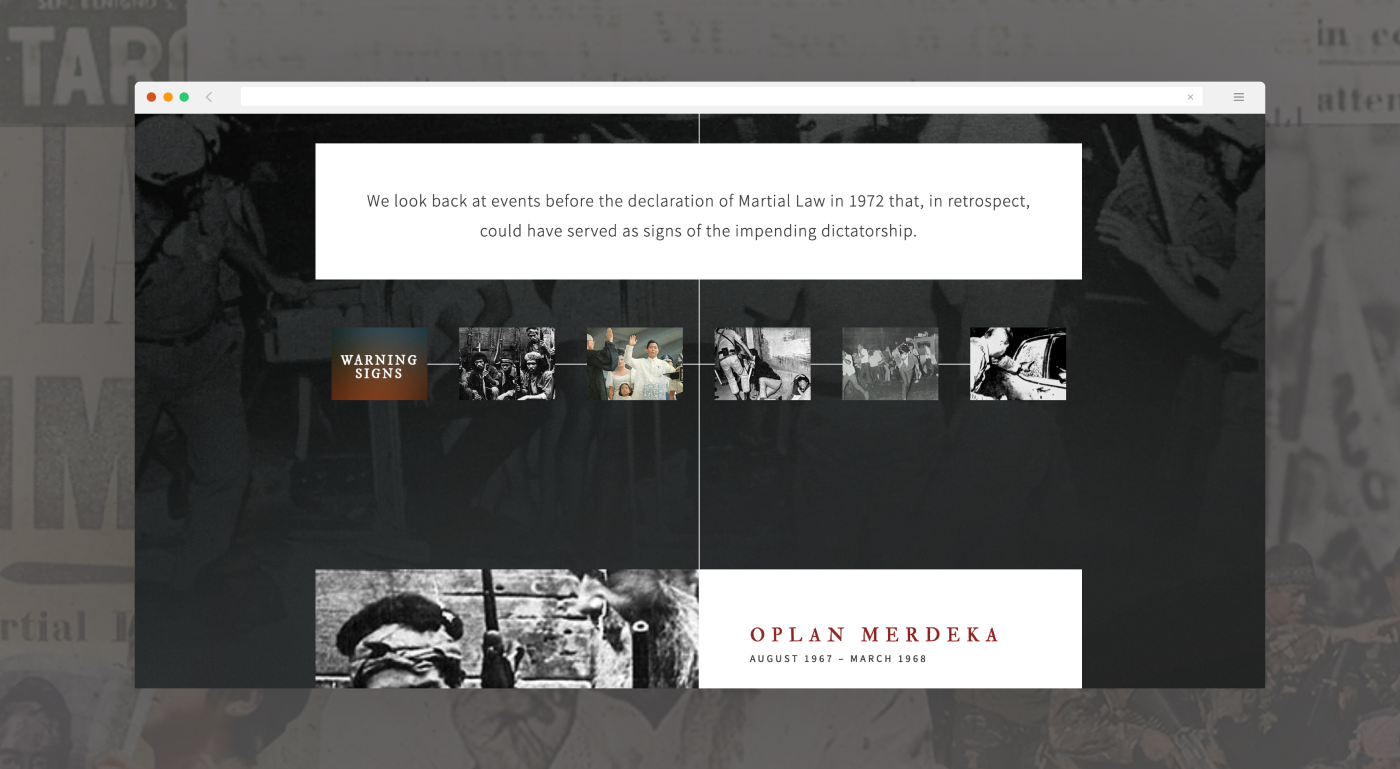 TAR
in
atten
We look back at events before the declaration of Martial Law in 1972 that, in retrospect,
could have served as signs of the impending dictatorship.
WARNING
SIGNS
OPLAN MERDEKA
AUGUST 1967 – MARCH 1968
rtial